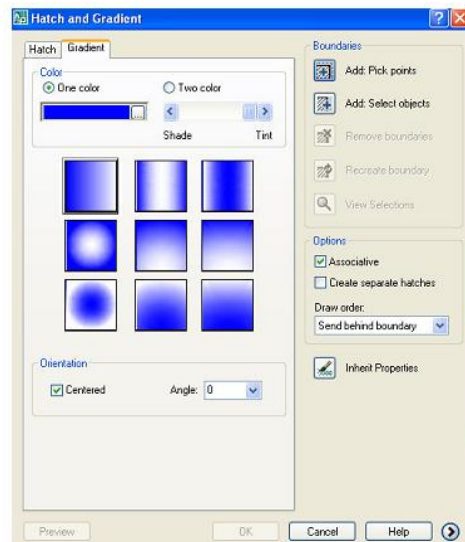 Hatch and Gradient
Hatch Gradient
Color
One color Two color
...
Shade Tint
Orientation
Centered Angle: 0
Boundaries
Add: Pick points
Add: Select objects
Remove boundaries
Recreate boundary
View Selections
Options
Associative
Create separate hatches
Draw order:
Send behind boundary
Inherit Properties
Preview OK Cancel Help